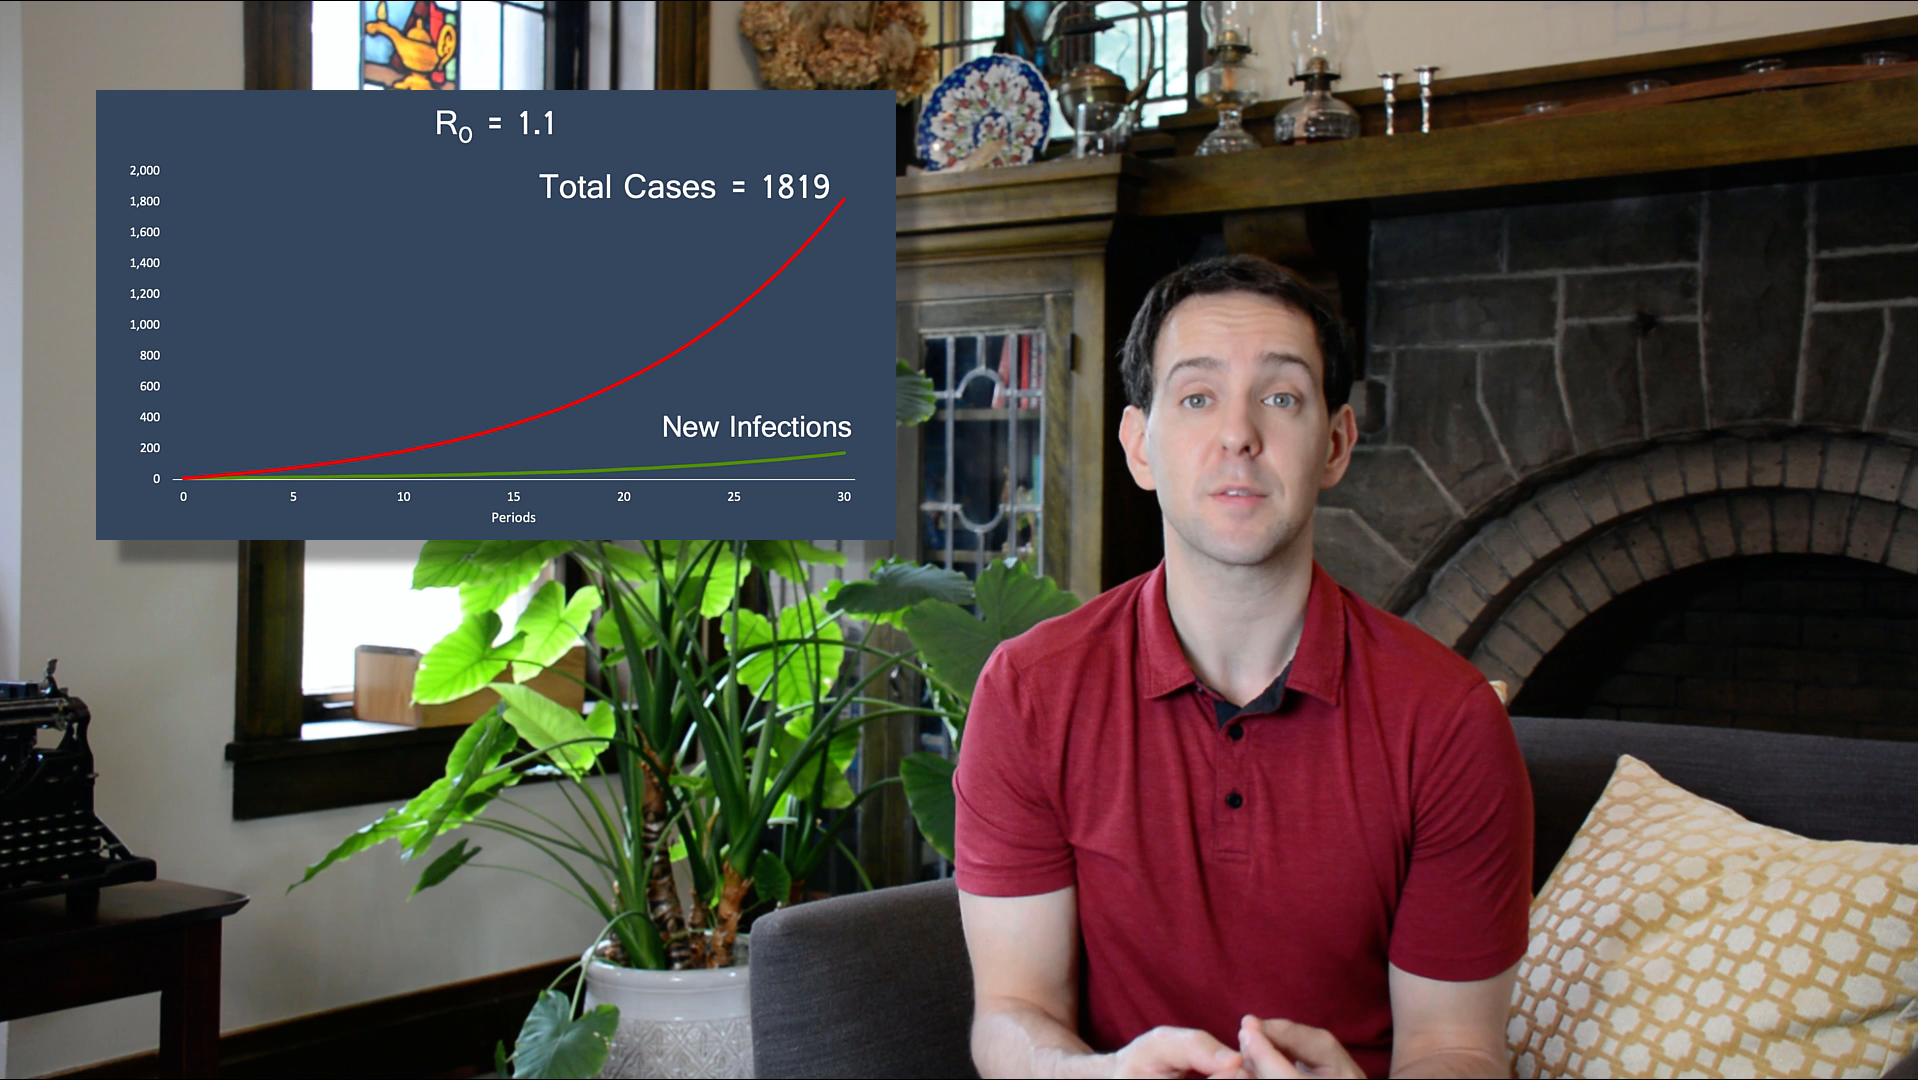 R₀ = 1.1
Total Cases = 1819
2,000
1,800
1,600
1,400
1,200
1,000
800
600
400
200
0
New Infections
0 5 10 15 20 25 30
Periods